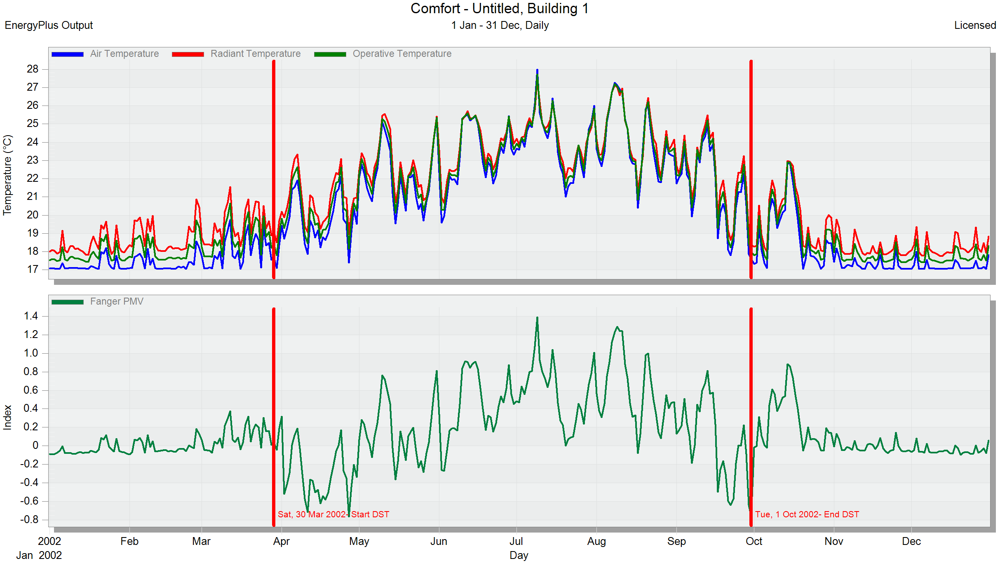 Comfort - Untitled, Building 1
EnergyPlus Output
1 Jan - 31 Dec, Daily
Licensed
Air Temperature
Radiant Temperature
Operative Temperature
28
27
26
25
24
23
22
21
20
19
18
17
Temperature (°C)
Fanger PMV
1.4
1.2
1.0
0.8
0.6
0.4
0.2
0
-0.2
-0.4
-0.6
-0.8
Index
Sat, 30 Mar 2002- Start DST
Tue, 1 Oct 2002- End DST
2002 Feb Mar Apr May Jun Jul Aug Sep Oct Nov Dec
Jan 2002
Day